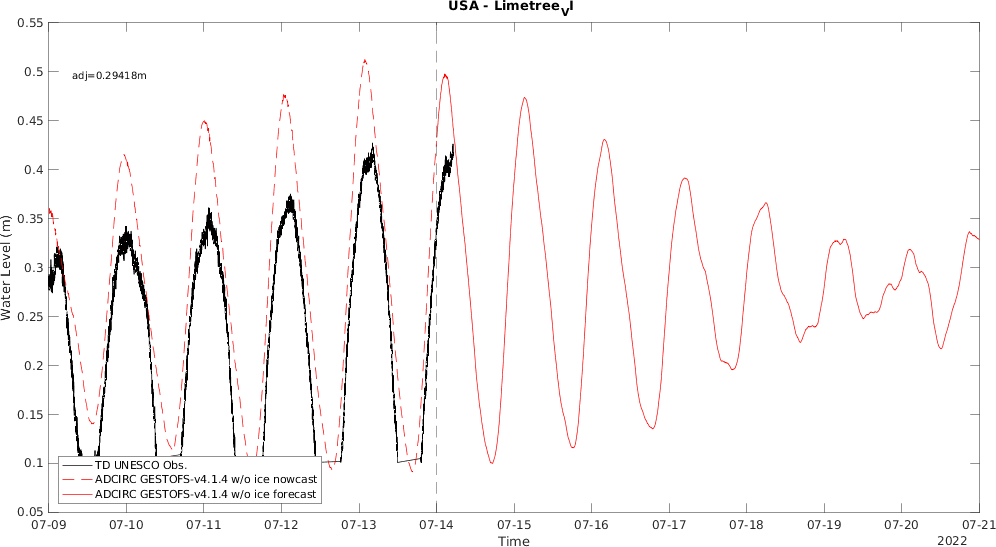 USA - LimetreeVI
0.55
0.5
0.45
0.4
0.35
0.3
0.25
0.2
0.15
0.1
0.05
Water Level (m)
adj=0.29418m
TD UNESCO Obs.
ADCIRC GESTOFS-v4.1.4 w/o ice nowcast
ADCIRC GESTOFS-v4.1.4 w/o ice forecast
07-09 07-10 07-11 07-12 07-13 07-14 07-15 07-16 07-17 07-18 07-19 07-20 07-21
Time
2022